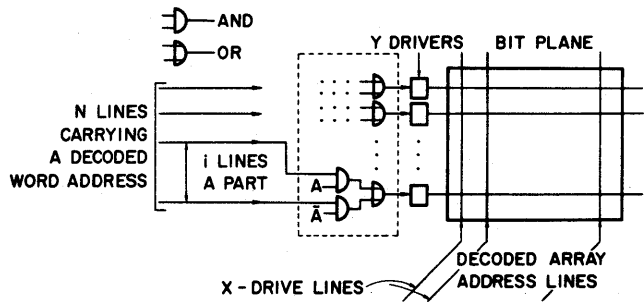 AND
OR
Y DRIVERS
BIT PLANE
N LINES
CARRYING
A DECODED
WORD ADDRESS
i LINES
A PART
A
Ā
DECODED ARRAY
ADDRESS LINES
X-DRIVE LINES